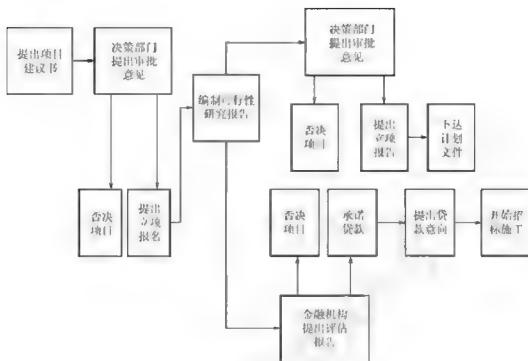 提出项目
建议书
决策部门
提出审批
意见
否决
项目
提出
立项
报名
编制可行性
研究报告
决策部门
提出审批
意见
否决
项目
提出
立项
报告
下达
计划
文件
否决
项目
承诺
贷款
提出贷
款意向
开始招
标施工
金融机构
提出评估
报告